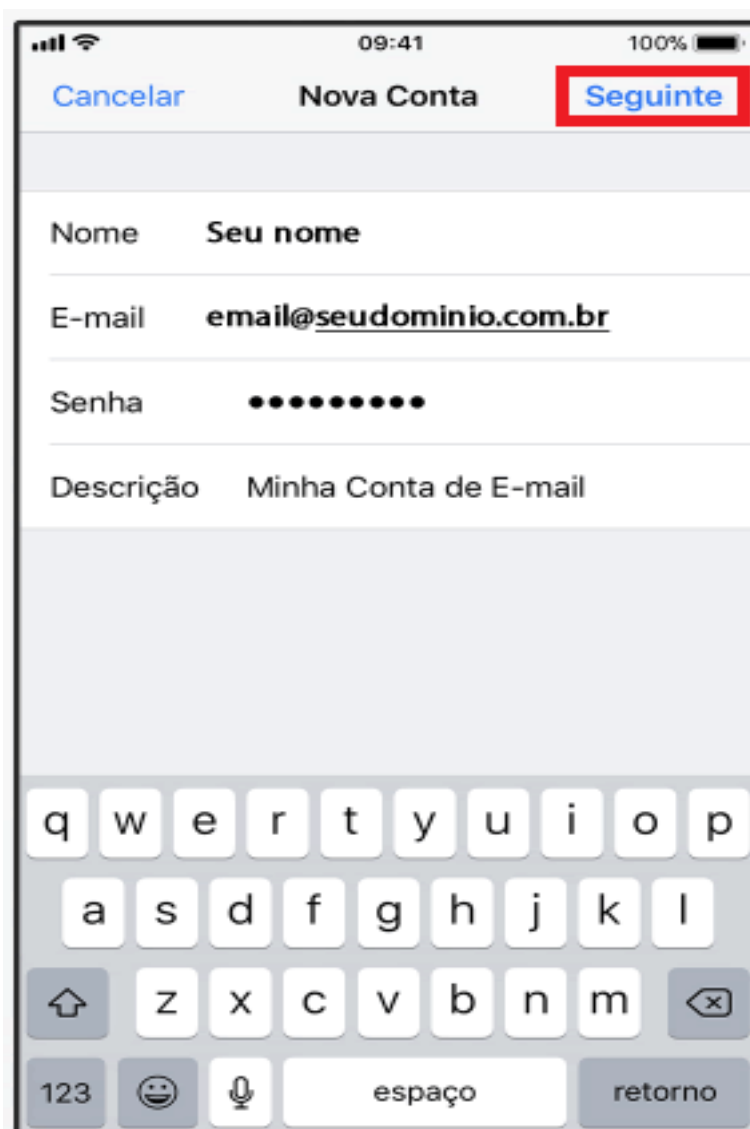 09:41 100%
Cancelar Nova Conta Seguinte
Nome Seu nome
E-mail email@seudominio.com.br
Senha •••••••••
Descrição Minha Conta de E-mail
q w e r t y u i o p
a s d f g h j k l
z x c v b n m
123 espaço retorno